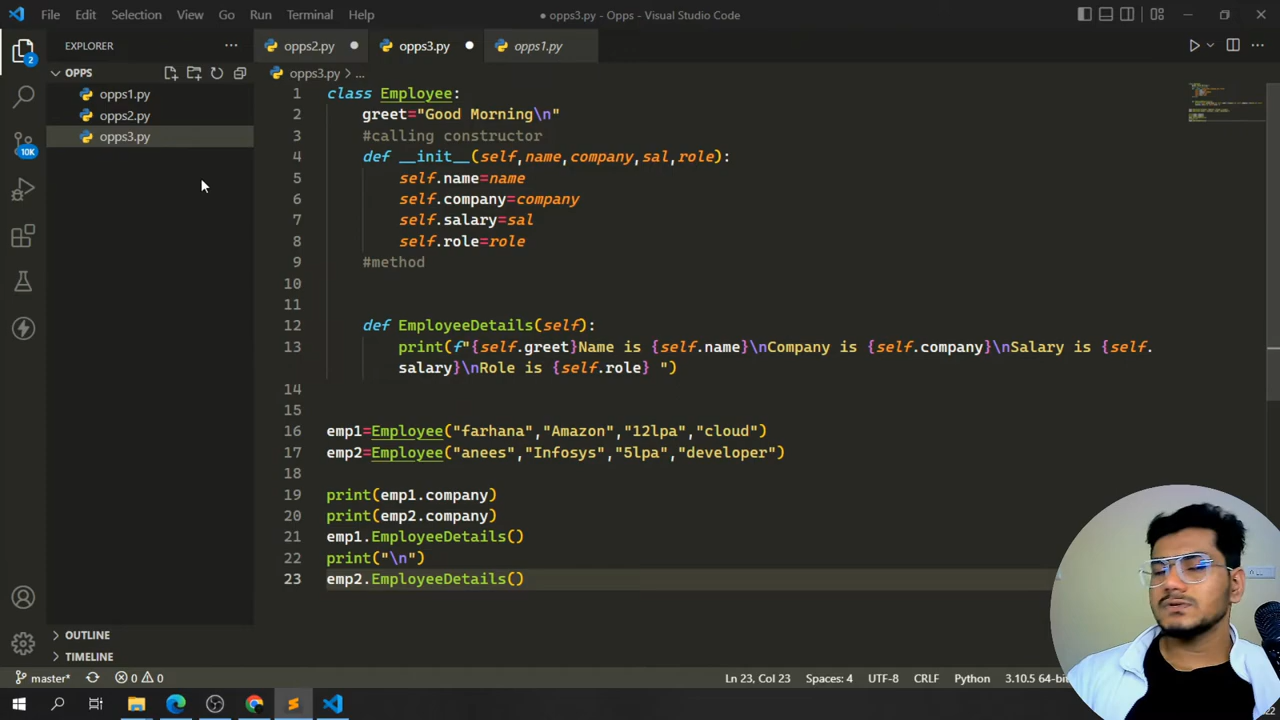 File Edit Selection View Go Run Terminal Help
● opps3.py - Opps - Visual Studio Code
EXPLORER ···
opps2.py ●
opps3.py ●
opps1.py
2
OPPS
opps1.py
opps2.py
opps3.py
10K
opps3.py > ...
1 class Employee:
2 greet="Good Morning\n"
3 #calling constructor
4 def __init__(self,name,company,sal,role):
5 self.name=name
6 self.company=company
7 self.salary=sal
8 self.role=role
9 #method
10
11
12 def EmployeeDetails(self):
13 print(f"{self.greet}Name is {self.name}\nCompany is {self.company}\nSalary is {self.
salary}\nRole is {self.role} ")
14
15
16 emp1=Employee("farhana","Amazon","12lpa","cloud")
17 emp2=Employee("anees","Infosys","5lpa","developer")
18
19 print(emp1.company)
20 print(emp2.company)
21 emp1.EmployeeDetails()
22 print("\n")
23 emp2.EmployeeDetails()
OUTLINE
TIMELINE
master* 0 0 Ln 23, Col 23 Spaces: 4 UTF-8 CRLF Python 3.10.5 64-bit